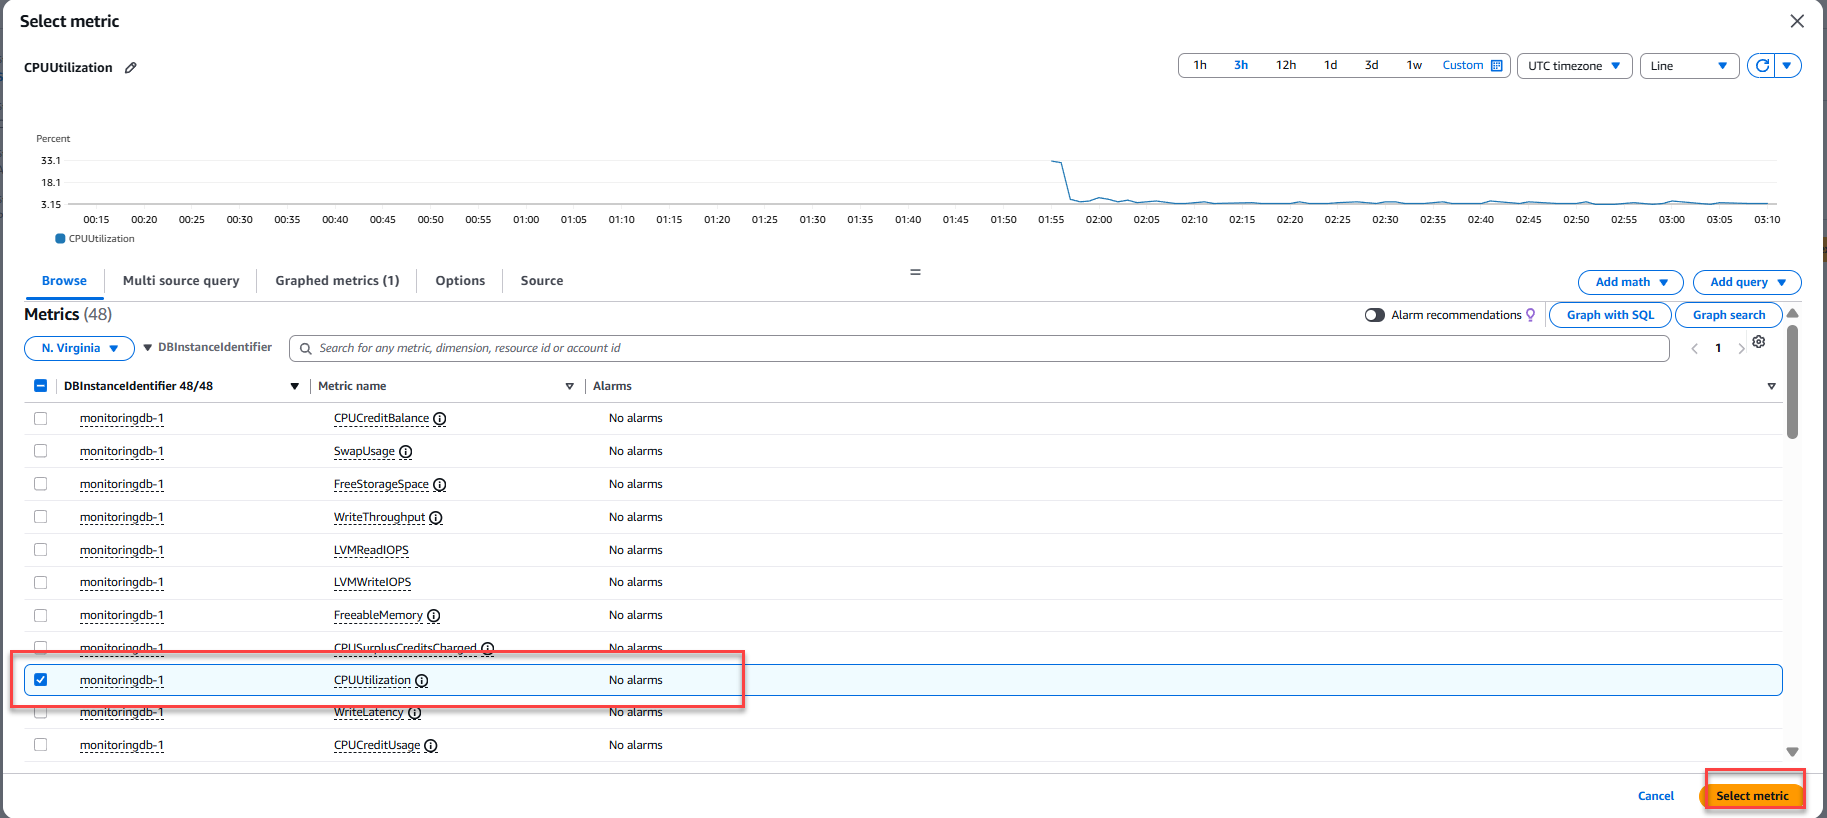 Select metric
CPUUtilization
1h 3h 12h 1d 3d 1w Custom UTC timezone Line
Percent
33.1
18.1
3.15
00:15 00:20 00:25 00:30 00:35 00:40 00:45 00:50 00:55 01:00 01:05 01:10 01:15 01:20 01:25 01:30 01:35 01:40 01:45 01:50 01:55 02:00 02:05 02:10 02:15 02:20 02:25 02:30 02:35 02:40 02:45 02:50 02:55 03:00 03:05 03:10
CPUUtilization
Browse Multi source query Graphed metrics (1) Options Source Add math Add query
Metrics (48) Alarm recommendations Graph with SQL Graph search
N. Virginia DBInstanceIdentifier Search for any metric, dimension, resource id or account id 1
DBInstanceIdentifier 48/48 Metric name Alarms
monitoringdb-1 CPUCreditBalance No alarms
monitoringdb-1 SwapUsage No alarms
monitoringdb-1 FreeStorageSpace No alarms
monitoringdb-1 WriteThroughput No alarms
monitoringdb-1 LVMReadIOPS No alarms
monitoringdb-1 LVMWriteIOPS No alarms
monitoringdb-1 FreeableMemory No alarms
monitoringdb-1 CPUSurplusCreditsCharged No alarms
monitoringdb-1 CPUUtilization No alarms
monitoringdb-1 WriteLatency No alarms
monitoringdb-1 CPUCreditUsage No alarms
Cancel Select metric